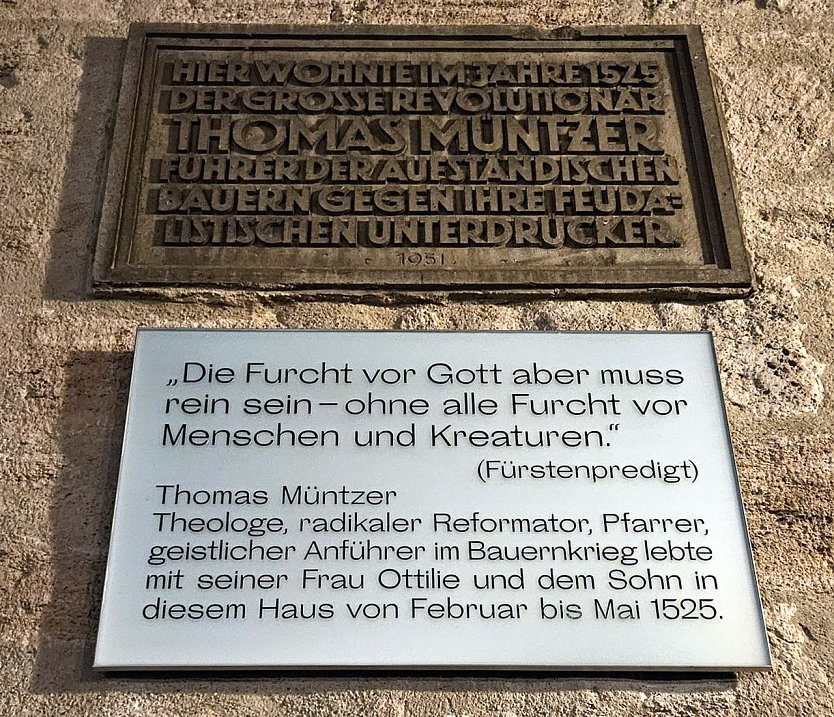 HIER WOHNTE IM JAHRE 1525
DER GROSSE REVOLUTIONÄR
THOMAS MÜNTZER
FÜHRER DER AUFSTÄNDISCHEN
BAUERN GEGEN IHRE FEUDA=
LISTISCHEN UNTERDRÜCKER.
1951.
„Die Furcht vor Gott aber muss
rein sein – ohne alle Furcht vor
Menschen und Kreaturen.“
(Fürstenpredigt)
Thomas Müntzer
Theologe, radikaler Reformator, Pfarrer,
geistlicher Anführer im Bauernkrieg lebte
mit seiner Frau Ottilie und dem Sohn in
diesem Haus von Februar bis Mai 1525.